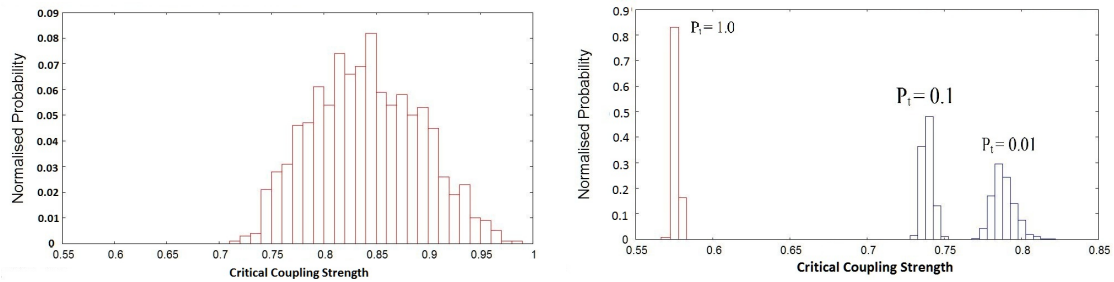 Normalised Probability
0.09
0.08
0.07
0.06
0.05
0.04
0.03
0.02
0.01
0
0.55 0.6 0.65 0.7 0.75 0.8 0.85 0.9 0.95 1
Critical Coupling Strength
Normalised Probability
0.9
0.8
0.7
0.6
0.5
0.4
0.3
0.2
0.1
0
Pt = 1.0
Pt = 0.1
Pt = 0.01
0.55 0.6 0.65 0.7 0.75 0.8 0.85
Critical Coupling Strength